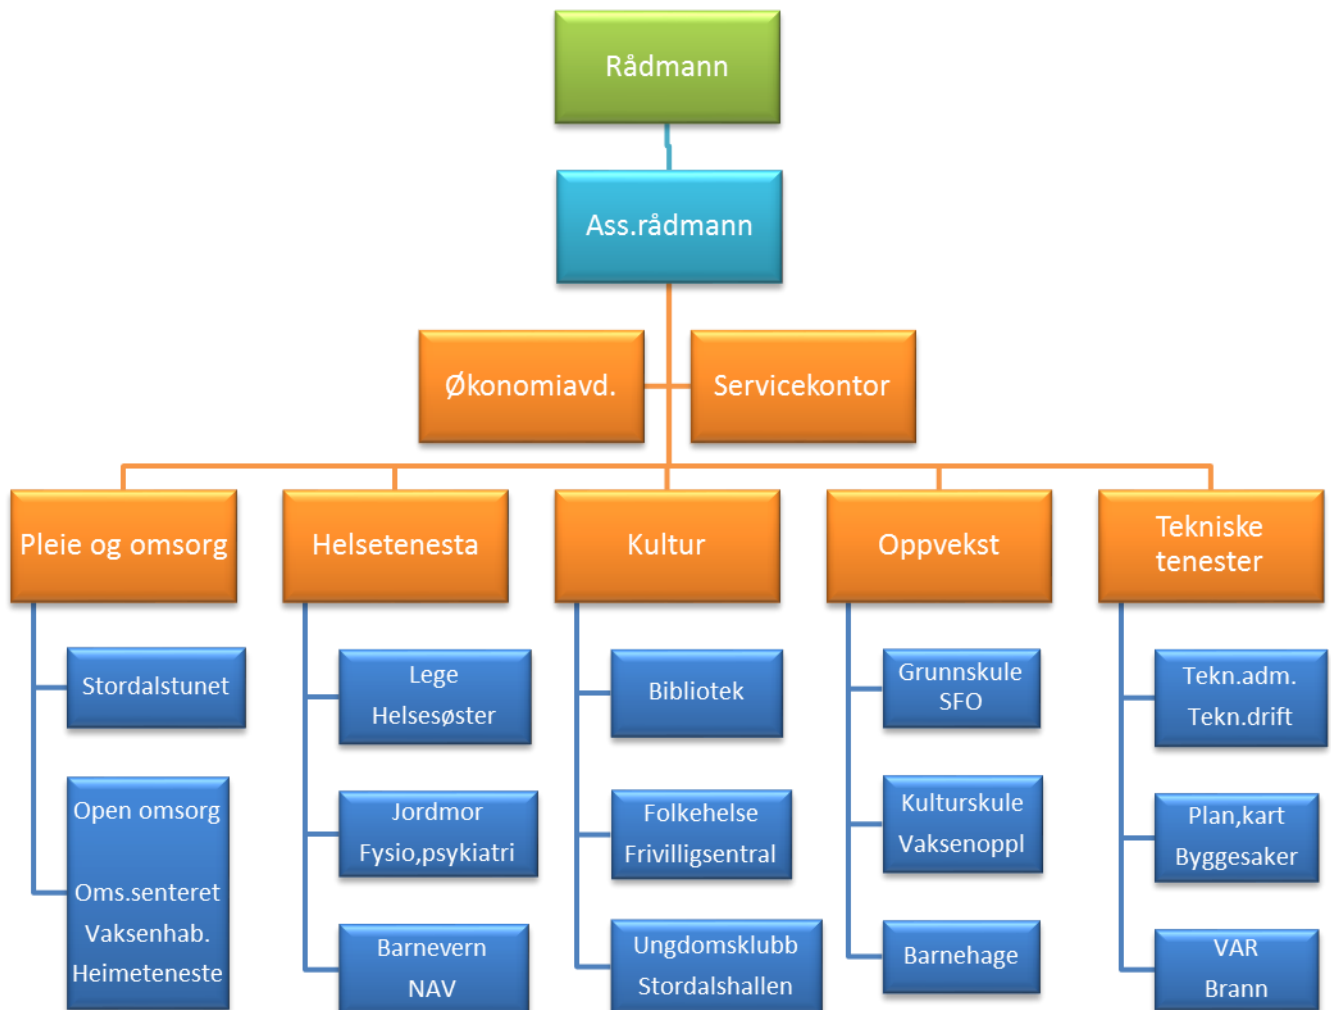 Rådmann
Ass.rådmann
Økonomiavd.
Servicekontor
Pleie og omsorg
Helsetenesta
Kultur
Oppvekst
Tekniske
tenester
Stordalstunet
Open omsorg
Oms.senteret
Vaksenhab.
Heimeteneste
Lege
Helsesøster
Jordmor
Fysio,psykiatri
Barnevern
NAV
Bibliotek
Folkehelse
Frivilligsentral
Ungdomsklubb
Stordalshallen
Grunnskule
SFO
Kulturskule
Vaksenoppl
Barnehage
Tekn.adm.
Tekn.drift
Plan,kart
Byggesaker
VAR
Brann